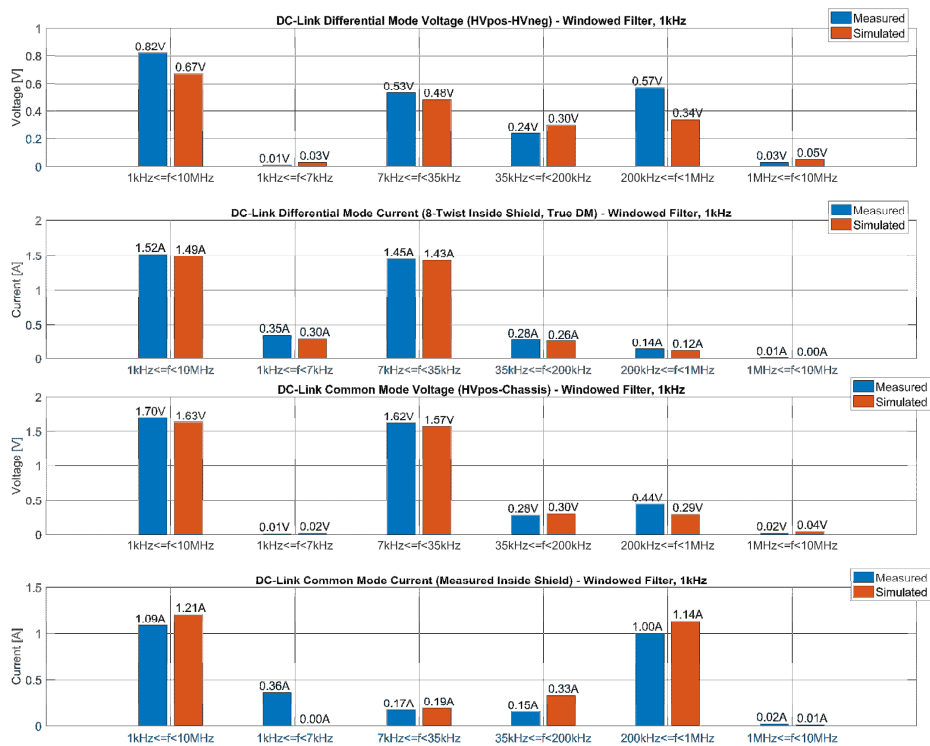 DC-Link Differential Mode Voltage (HVpos-HVneg) - Windowed Filter, 1kHz
Measured
Simulated
Voltage [V]
1
0.8
0.6
0.4
0.2
0
0.82V
0.67V
0.01V
0.03V
0.53V
0.48V
0.24V
0.30V
0.57V
0.34V
0.03V
0.05V
1kHz<=f<10MHz
1kHz<=f<7kHz
7kHz<=f<35kHz
35kHz<=f<200kHz
200kHz<=f<1MHz
1MHz<=f<10MHz
DC-Link Differential Mode Current (8-Twist Inside Shield, True DM) - Windowed Filter, 1kHz
Measured
Simulated
Current [A]
2
1.5
1
0.5
0
1.52A
1.49A
0.35A
0.30A
1.45A
1.43A
0.28A
0.26A
0.14A
0.12A
0.01A
0.00A
1kHz<=f<10MHz
1kHz<=f<7kHz
7kHz<=f<35kHz
35kHz<=f<200kHz
200kHz<=f<1MHz
1MHz<=f<10MHz
DC-Link Common Mode Voltage (HVpos-Chassis) - Windowed Filter, 1kHz
Measured
Simulated
Voltage [V]
2
1.5
1
0.5
0
1.70V
1.63V
0.01V
0.02V
1.62V
1.57V
0.28V
0.30V
0.44V
0.29V
0.02V
0.04V
1kHz<=f<10MHz
1kHz<=f<7kHz
7kHz<=f<35kHz
35kHz<=f<200kHz
200kHz<=f<1MHz
1MHz<=f<10MHz
DC-Link Common Mode Current (Measured Inside Shield) - Windowed Filter, 1kHz
Measured
Simulated
Current [A]
1.5
1
0.5
0
1.09A
1.21A
0.36A
0.00A
0.17A
0.19A
0.15A
0.33A
1.00A
1.14A
0.02A
0.01A
1kHz<=f<10MHz
1kHz<=f<7kHz
7kHz<=f<35kHz
35kHz<=f<200kHz
200kHz<=f<1MHz
1MHz<=f<10MHz